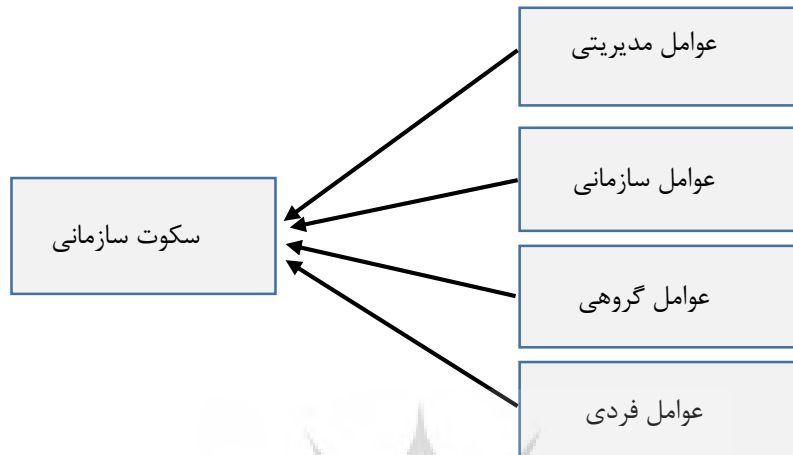 عوامل مدیریتی
عوامل سازمانی
سکوت سازمانی
عوامل گروهی
عوامل فردی